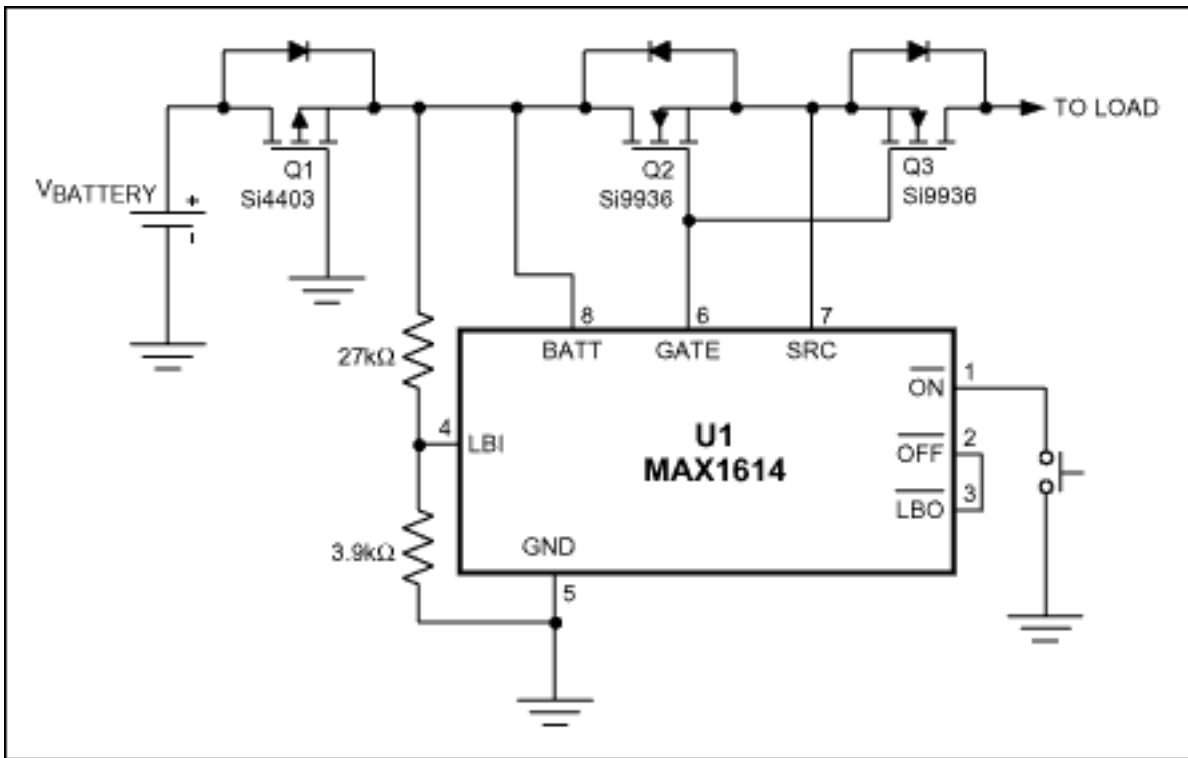 TO LOAD
Q1
Si4403
Q2
Si9936
Q3
Si9936
VBATTERY
+
-
8
6
7
BATT
GATE
SRC
27kΩ
1
ON
4
LBI
U1
MAX1614
2
OFF
3
LBO
3.9kΩ
GND
5